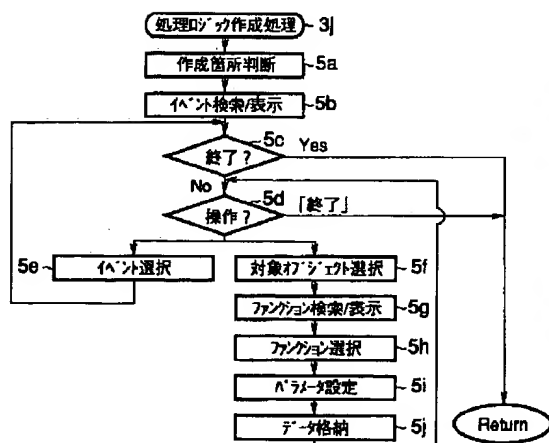 処理ロジック作成処理 3j
作成箇所判断 5a
イベント検索/表示 5b
5c
終了? Yes
No 5d
操作? 「終了」
5e イベント選択 対象オブジェクト選択 5f
ファンクション検索/表示 5g
ファンクション選択 5h
パラメータ設定 5i
データ格納 5j
Return